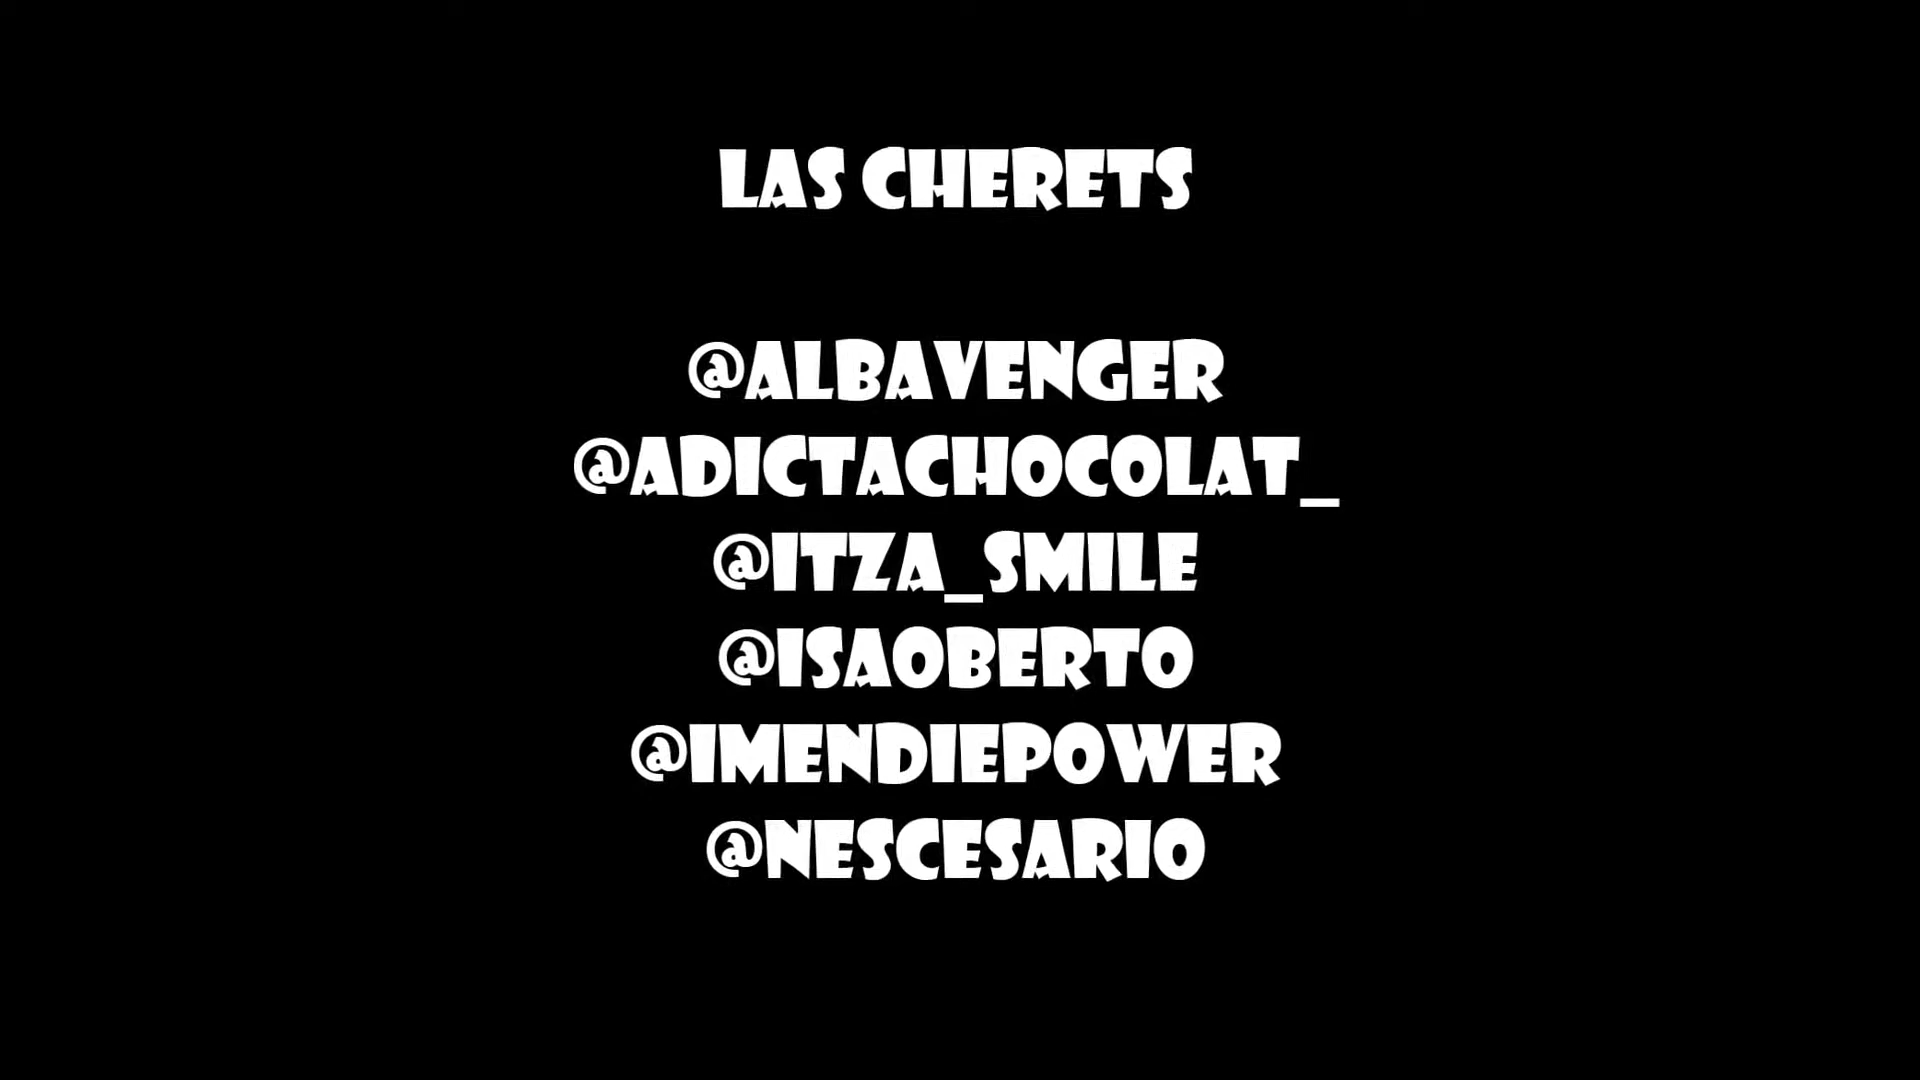 LAS CHERETS
@ALBAVENGER
@ADICTACHOCOLAT_
@ITZA_SMILE
@ISAOBERTO
@IMENDIEPOWER
@NESCESARIO